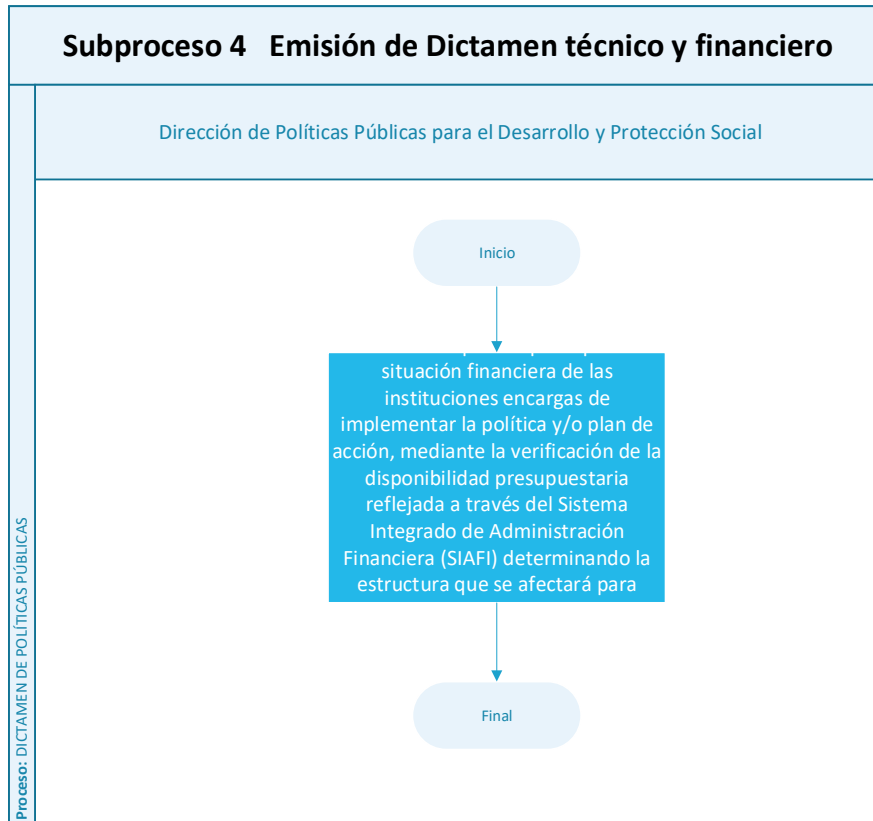 Subproceso 4 Emisión de Dictamen técnico y financiero
Dirección de Políticas Públicas para el Desarrollo y Protección Social
Proceso: DICTAMEN DE POLÍTICAS PÚBLICAS
Inicio
situación financiera de las
instituciones encargas de
implementar la política y/o plan de
acción, mediante la verificación de la
disponibilidad presupuestaria
reflejada a través del Sistema
Integrado de Administración
Financiera (SIAFI) determinando la
estructura que se afectará para
Final